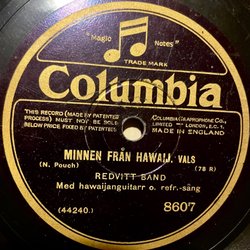 "Magic Notes"
TRADE MARK
Columbia
THIS RECORD (MADE BY PATENTED
PROCESS) MUST NOT BE SOLD
BELOW PRICE FIXED BY PATENTEES
COLUMBIA GRAPHOPHONE CO.,
LIMITED LONDON, E.C.1.
MADE IN ENGLAND
MINNEN FRÅN HAWAIJ. VALS
(N. Pouch) (78 R)
REDVITT BAND
Med hawaijanguitarr o. refr.-sång
(44240.) 8607